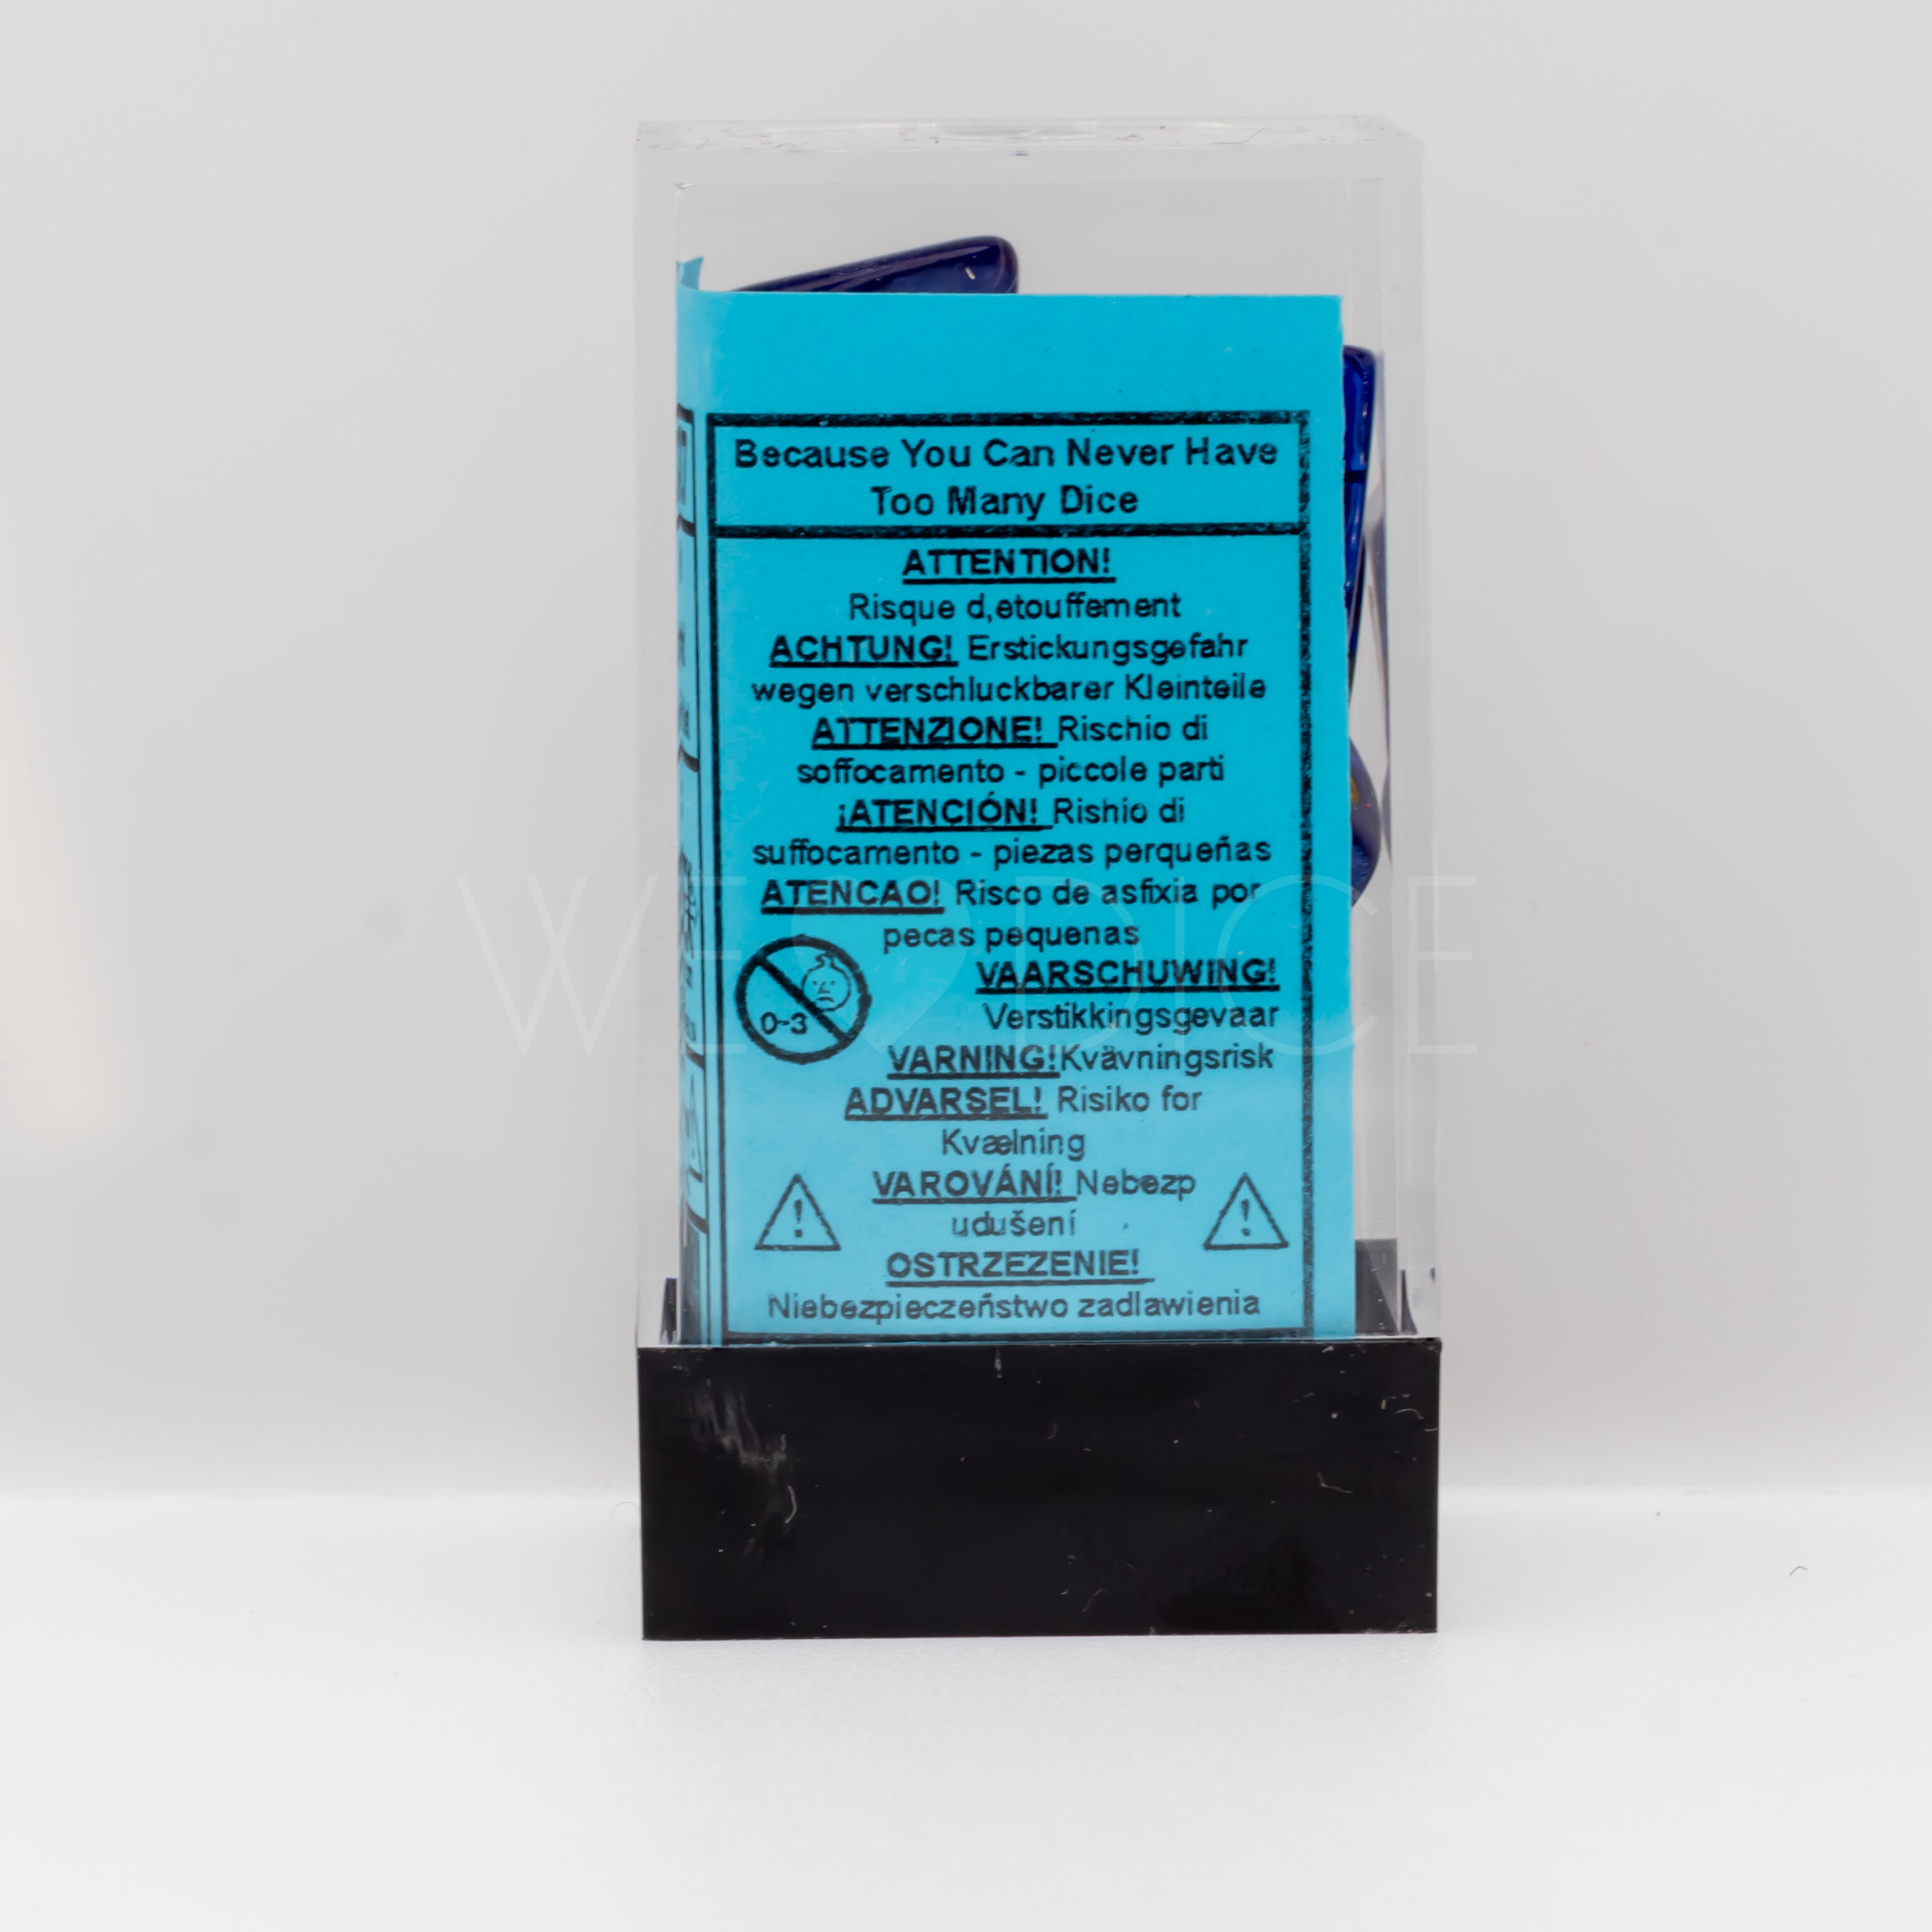 Because You Can Never Have
Too Many Dice
ATTENTION!
Risque d,etouffement
ACHTUNG! Erstickungsgefahr
wegen verschluckbarer Kleinteile
ATTENZIONE! Rischio di
soffocamento - piccole parti
¡ATENCIÓN! Rishio di
suffocamento - piezas perqueñas
ATENCAO! Risco de asfixia por
pecas pequenas
VAARSCHUWING!
0-3
Verstikkingsgevaar
VARNING!Kvävningsrisk
ADVARSEL! Risiko for
Kvælning
VAROVÁNÍ! Nebezp
udušení
OSTRZEZENIE!
Niebezpieczeństwo zadlawienia
WE DICE